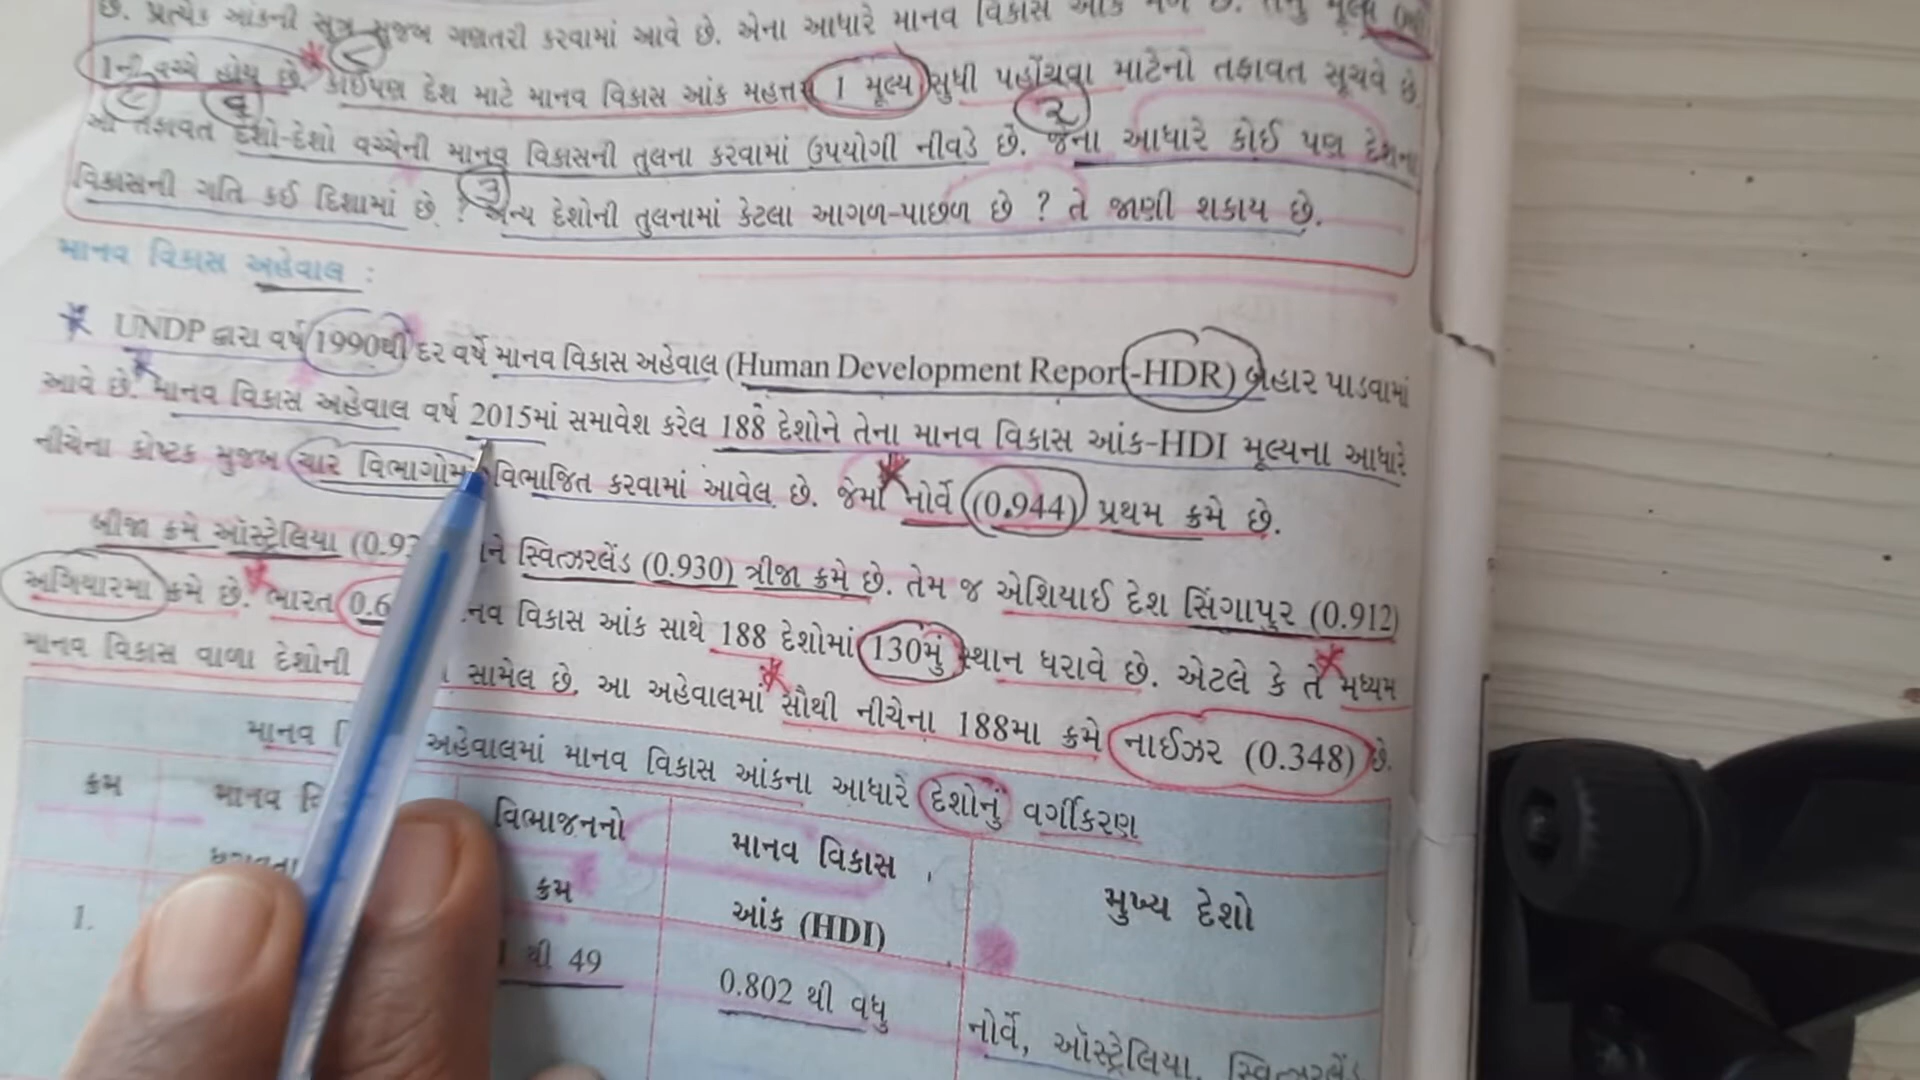 છે. પ્રત્યેક આંકની સૂત્ર મુજબ ગણતરી કરવામાં આવે છે. એના આધારે માનવ વિકાસ આંક
1ની વચ્ચે હોય છે. કોઈપણ દેશ માટે માનવ વિકાસ આંક મહત્તમ 1 મૂલ્ય સુધી પહોંચવા માટેનો તફાવત સૂચવે છે.
આ તફાવત દેશો-દેશો વચ્ચેની માનવ વિકાસની તુલના કરવામાં ઉપયોગી નીવડે છે. જેના આધારે કોઈ પણ દેશના
વિકાસની ગતિ કઈ દિશામાં છે ? અન્ય દેશોની તુલનામાં કેટલા આગળ-પાછળ છે ? તે જાણી શકાય છે.
માનવ વિકાસ અહેવાલ :
UNDP દ્વારા વર્ષ 1990થી દર વર્ષે માનવ વિકાસ અહેવાલ (Human Development Report-HDR) બહાર પાડવામાં
આવે છે. માનવ વિકાસ અહેવાલ વર્ષ 2015માં સમાવેશ કરેલ 188 દેશોને તેના માનવ વિકાસ આંક-HDI મૂલ્યના આધારે
નીચેના કોષ્ટક મુજબ ચાર વિભાગોમાં વિભાજિત કરવામાં આવેલ છે. જેમાં નોર્વે (0.944) પ્રથમ ક્રમે છે.
બીજા ક્રમે ઑસ્ટ્રેલિયા સ્વિત્ઝરલેંડ (0.930) ત્રીજા ક્રમે છે. તેમ જ એશિયાઈ દેશ સિંગાપુર (0.912)
અગિયારમા ક્રમે છે. ભારત વિકાસ આંક સાથે 188 દેશોમાં 130મું સ્થાન ધરાવે છે. એટલે કે તે મધ્યમ
માનવ વિકાસ વાળા દેશોની સામેલ છે. આ અહેવાલમાં સૌથી નીચેના 188મા ક્રમે નાઈઝર (0.348) છે.
માનવ અહેવાલમાં માનવ વિકાસ આંકના આધારે દેશોનું વર્ગીકરણ
ક્રમ માનવ વિભાજનનો માનવ વિકાસ મુખ્ય દેશો
ક્રમ આંક (HDI)
1. થી 49 0.802 થી વધુ નોર્વે, ઑસ્ટ્રેલિયા, સ્વિત્ઝરલેંડ